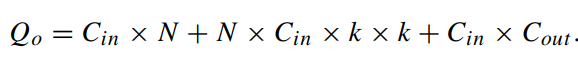 Qₒ = Cᵢₙ × N + N × Cᵢₙ × k × k + Cᵢₙ × Cₒᵤₜ.